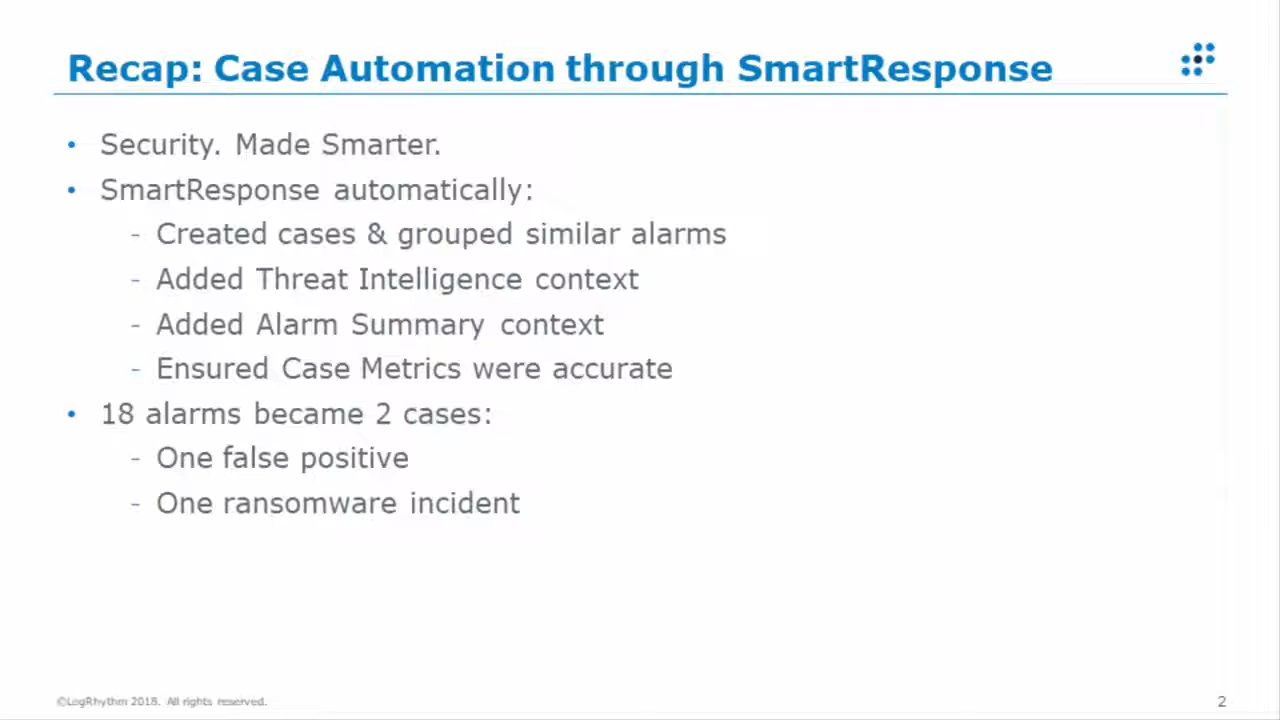 Recap: Case Automation through SmartResponse
• Security. Made Smarter.
• SmartResponse automatically:
- Created cases & grouped similar alarms
- Added Threat Intelligence context
- Added Alarm Summary context
- Ensured Case Metrics were accurate
• 18 alarms became 2 cases:
- One false positive
- One ransomware incident
©LogRhythm 2018. All rights reserved.
2